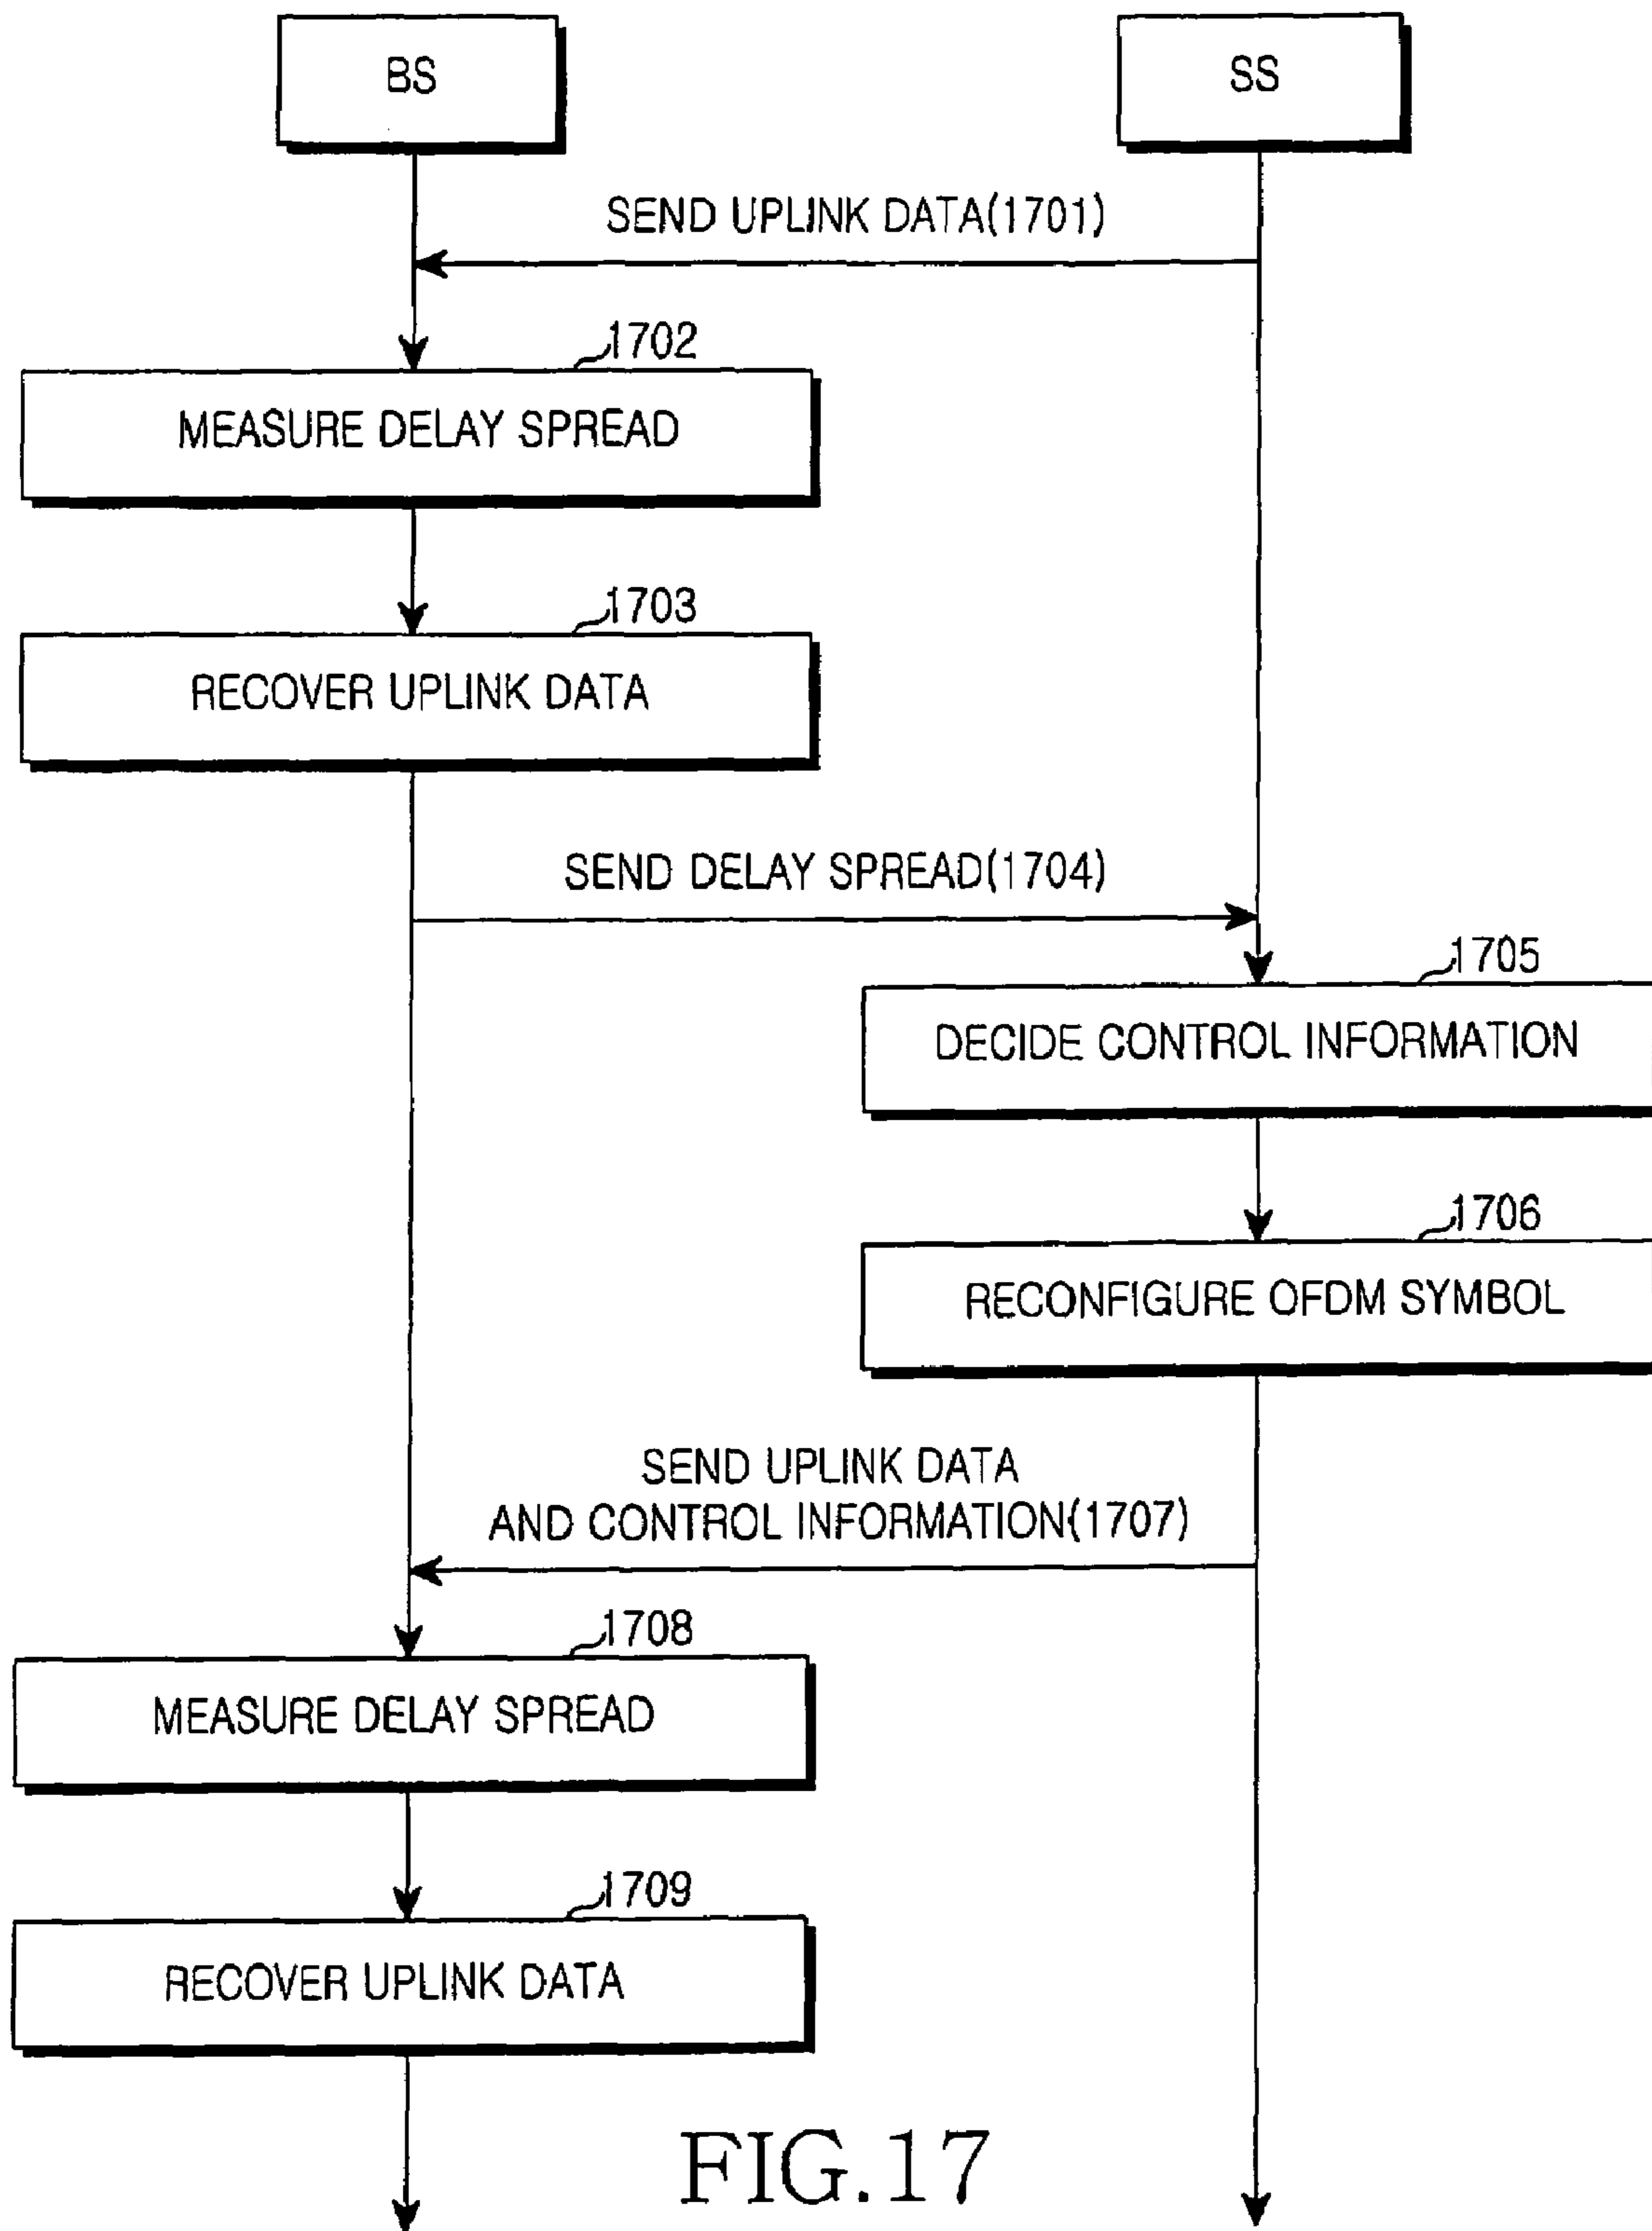 BS
SS
SEND UPLINK DATA(1701)
1702
MEASURE DELAY SPREAD
1703
RECOVER UPLINK DATA
SEND DELAY SPREAD(1704)
1705
DECIDE CONTROL INFORMATION
1706
RECONFIGURE OFDM SYMBOL
SEND UPLINK DATA
AND CONTROL INFORMATION(1707)
1708
MEASURE DELAY SPREAD
1709
RECOVER UPLINK DATA
FIG.17